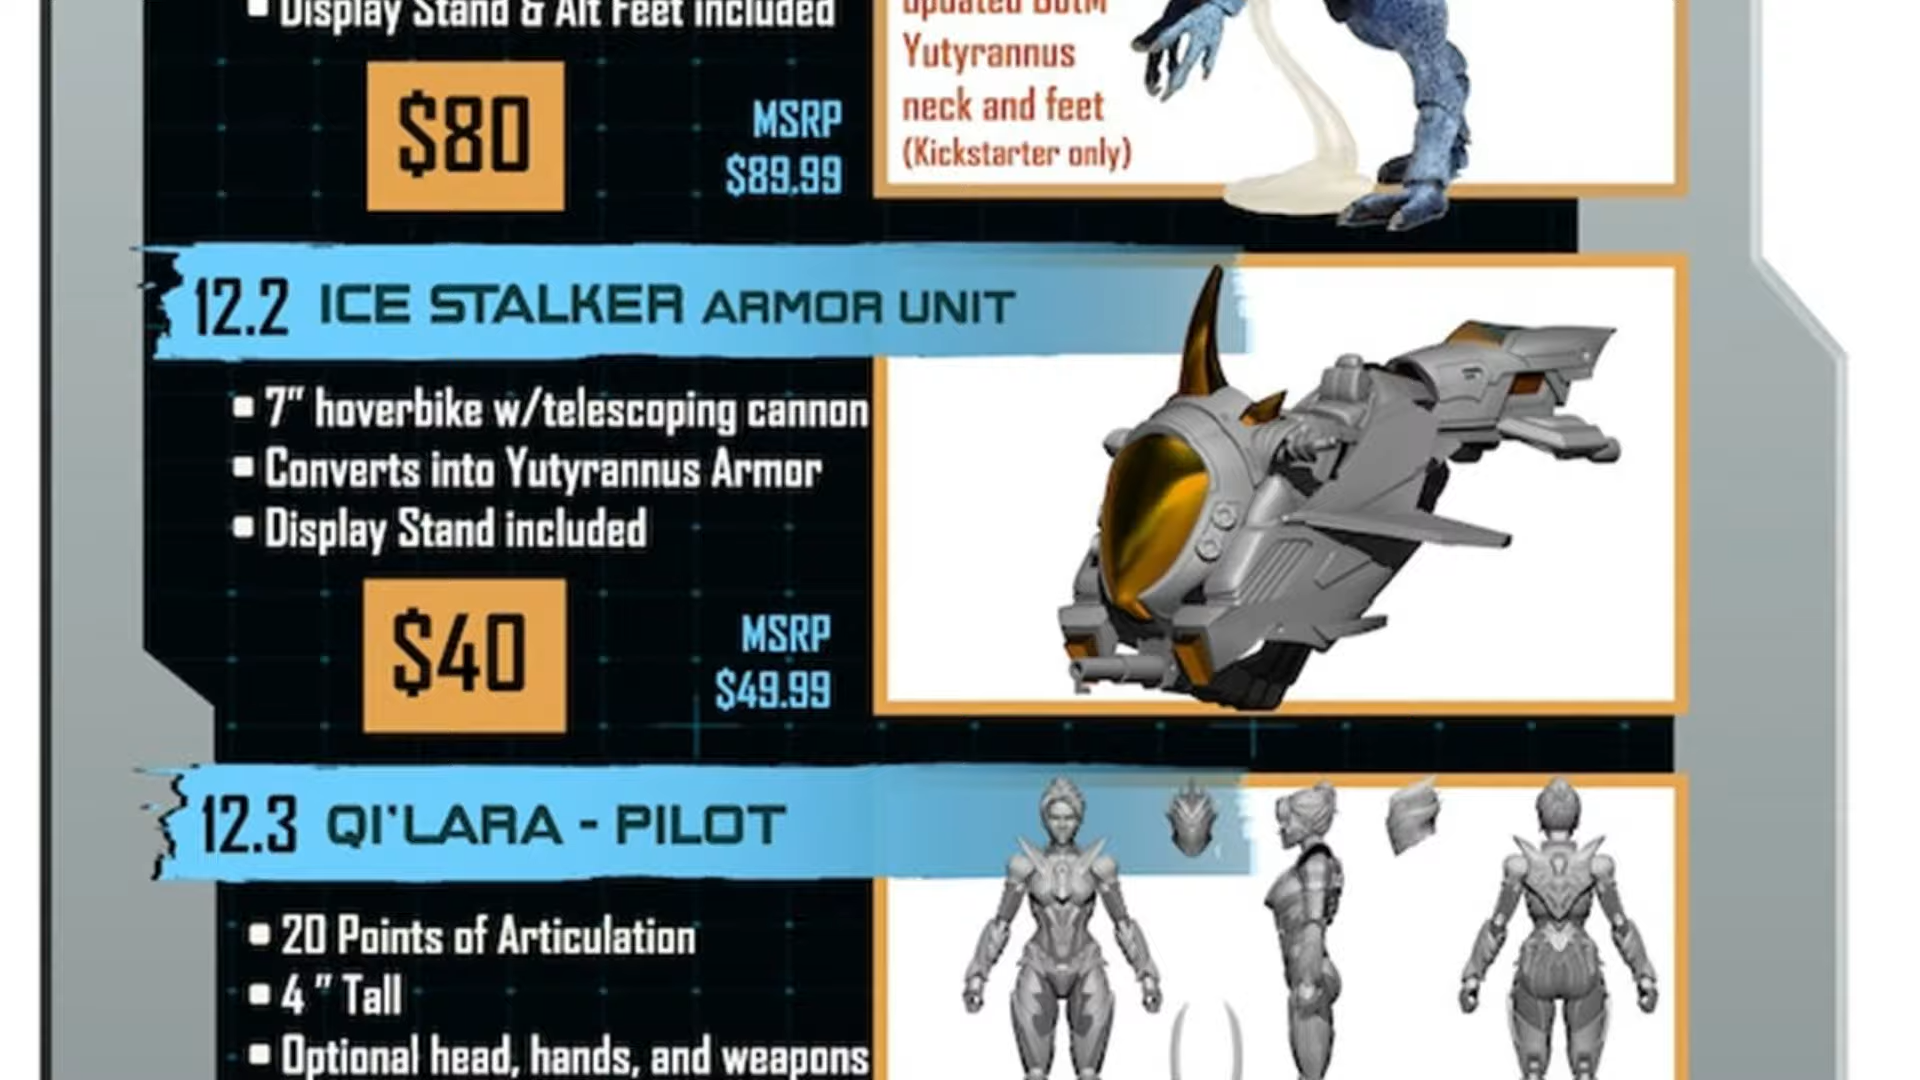 Display Stand & Alt Feet included
updated BotM
Yutyrannus
neck and feet
(Kickstarter only)
$80
MSRP
$89.99
12.2 ICE STALKER ARMOR UNIT
7" hoverbike w/telescoping cannon
Converts into Yutyrannus Armor
Display Stand included
$40
MSRP
$49.99
12.3 QI'LARA - PILOT
20 Points of Articulation
4 " Tall
Optional head, hands, and weapons